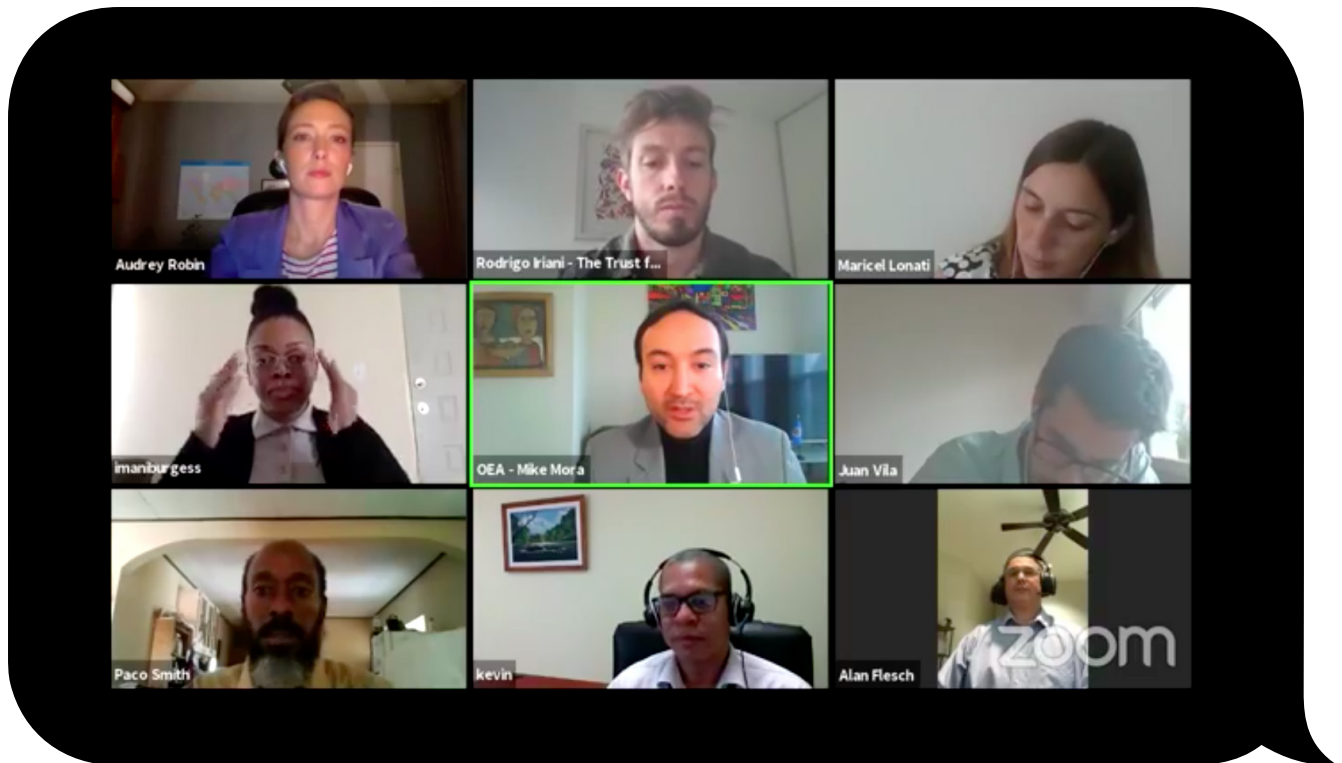 Audrey Robin
Rodrigo Iriani - The Trust f...
Maricel Lonati
imaniburgess
OEA - Mike Mora
Juan Vila
Paco Smith
kevin
Alan Flesch
zoom